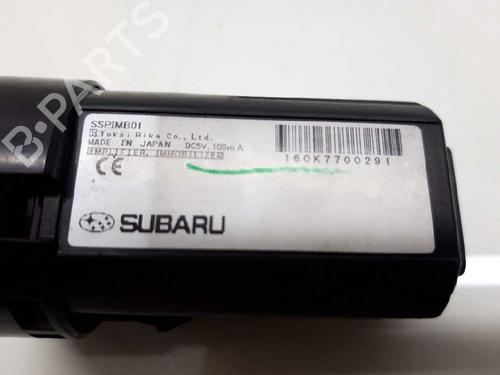 SSPIMB01
Tokai Rika Co., Ltd.
MADE IN JAPAN DC5V, 100mA
AMPLIFIER, IMMOBILIZER
CE
160K7700291
SUBARU
B-PARTS